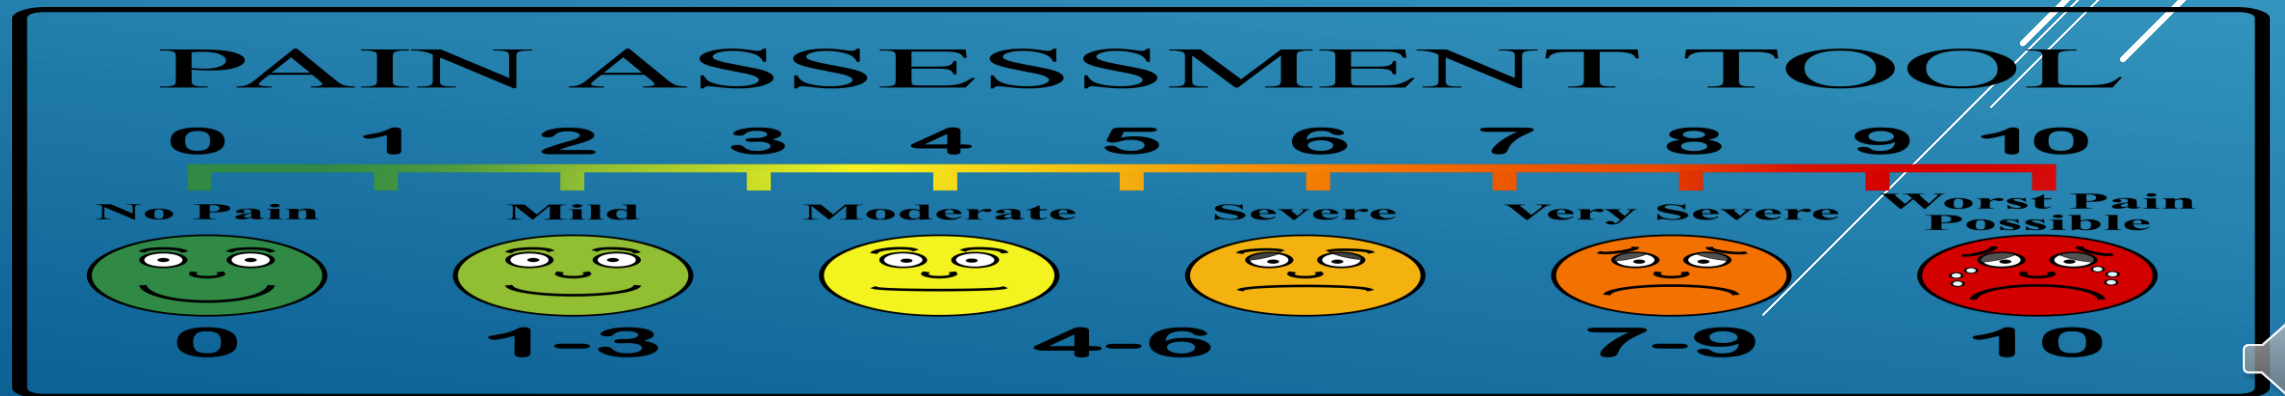 PAIN ASSESSMENT TOOL
0 1 2 3 4 5 6 7 8 9 10
No Pain Mild Moderate Severe Very Severe Worst Pain
Possible
0 1-3 4-6 7-9 10